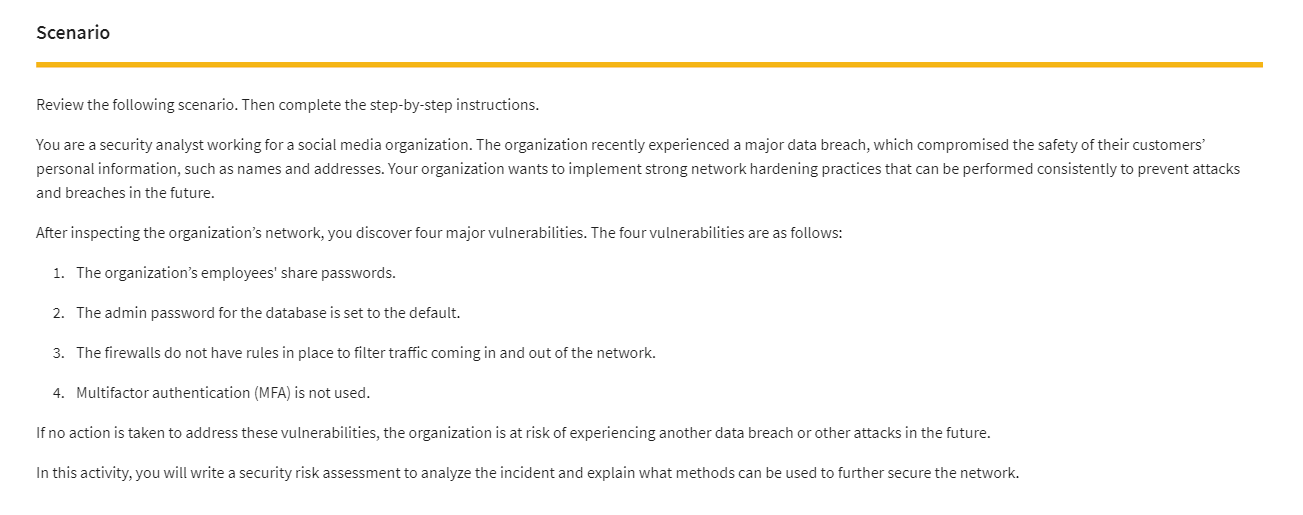 Scenario
Review the following scenario. Then complete the step-by-step instructions.
You are a security analyst working for a social media organization. The organization recently experienced a major data breach, which compromised the safety of their customers’
personal information, such as names and addresses. Your organization wants to implement strong network hardening practices that can be performed consistently to prevent attacks
and breaches in the future.
After inspecting the organization’s network, you discover four major vulnerabilities. The four vulnerabilities are as follows:
1. The organization’s employees' share passwords.
2. The admin password for the database is set to the default.
3. The firewalls do not have rules in place to filter traffic coming in and out of the network.
4. Multifactor authentication (MFA) is not used.
If no action is taken to address these vulnerabilities, the organization is at risk of experiencing another data breach or other attacks in the future.
In this activity, you will write a security risk assessment to analyze the incident and explain what methods can be used to further secure the network.